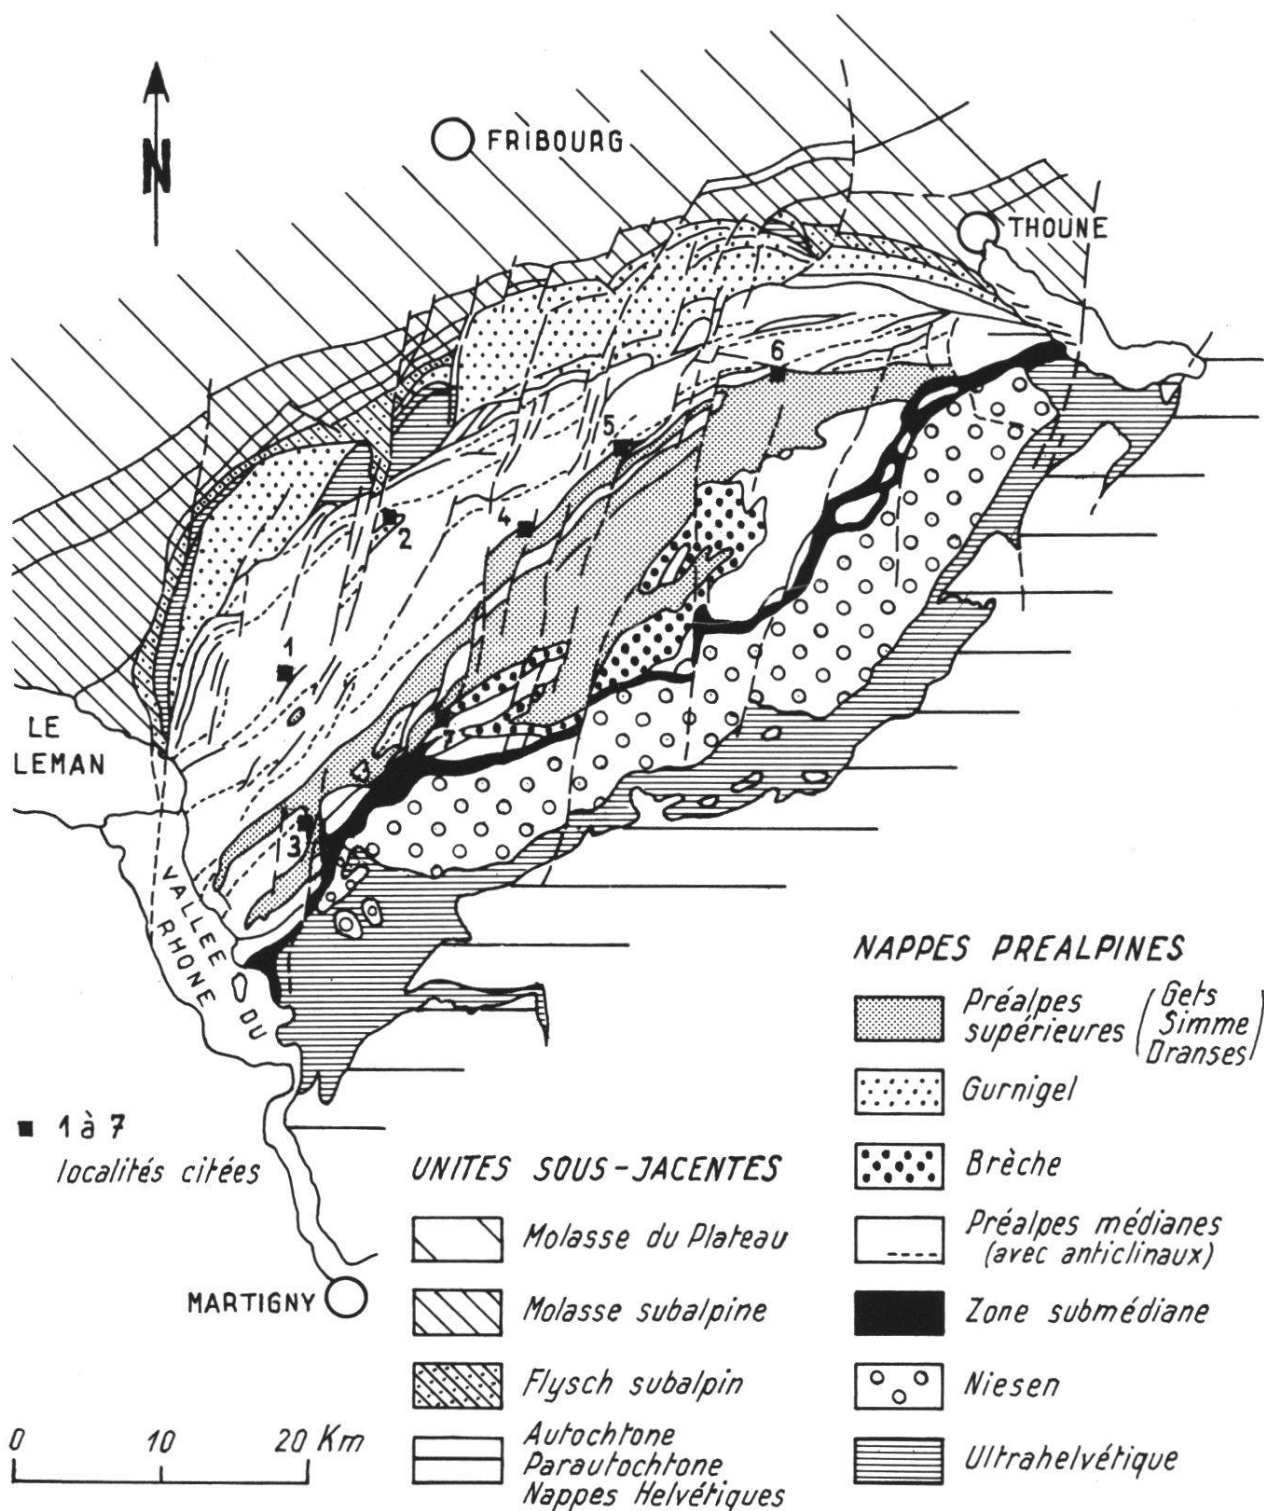 N
FRIBOURG
THOUNE
6
5
4
2
1
7
3
LE
LEMAN
VALLEE
DU
RHONE
MARTIGNY
1 à 7
localités citées
0 10 20 Km
UNITES SOUS-JACENTES
Molasse du Plateau
Molasse subalpine
Flysch subalpin
Autochtone
Parautochtone
Nappes Helvétiques
NAPPES PREALPINES
Préalpes
supérieures
(Gets
Simme
Dranses)
Gurnigel
Brèche
Préalpes médianes
(avec anticlinaux)
Zone submédiane
Niesen
Ultrahelvétique